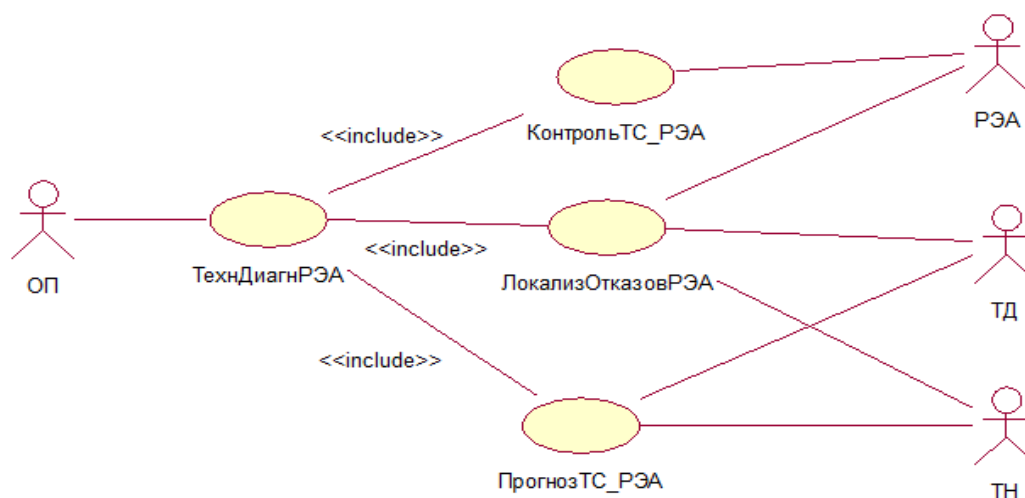 РЭА
<<include>>
КонтрольТС_РЭА
ОП
ТехнДиагнРЭА
<<include>>
ЛокализОтказовРЭА
ТД
<<include>>
ПрогнозТС_РЭА
ТН